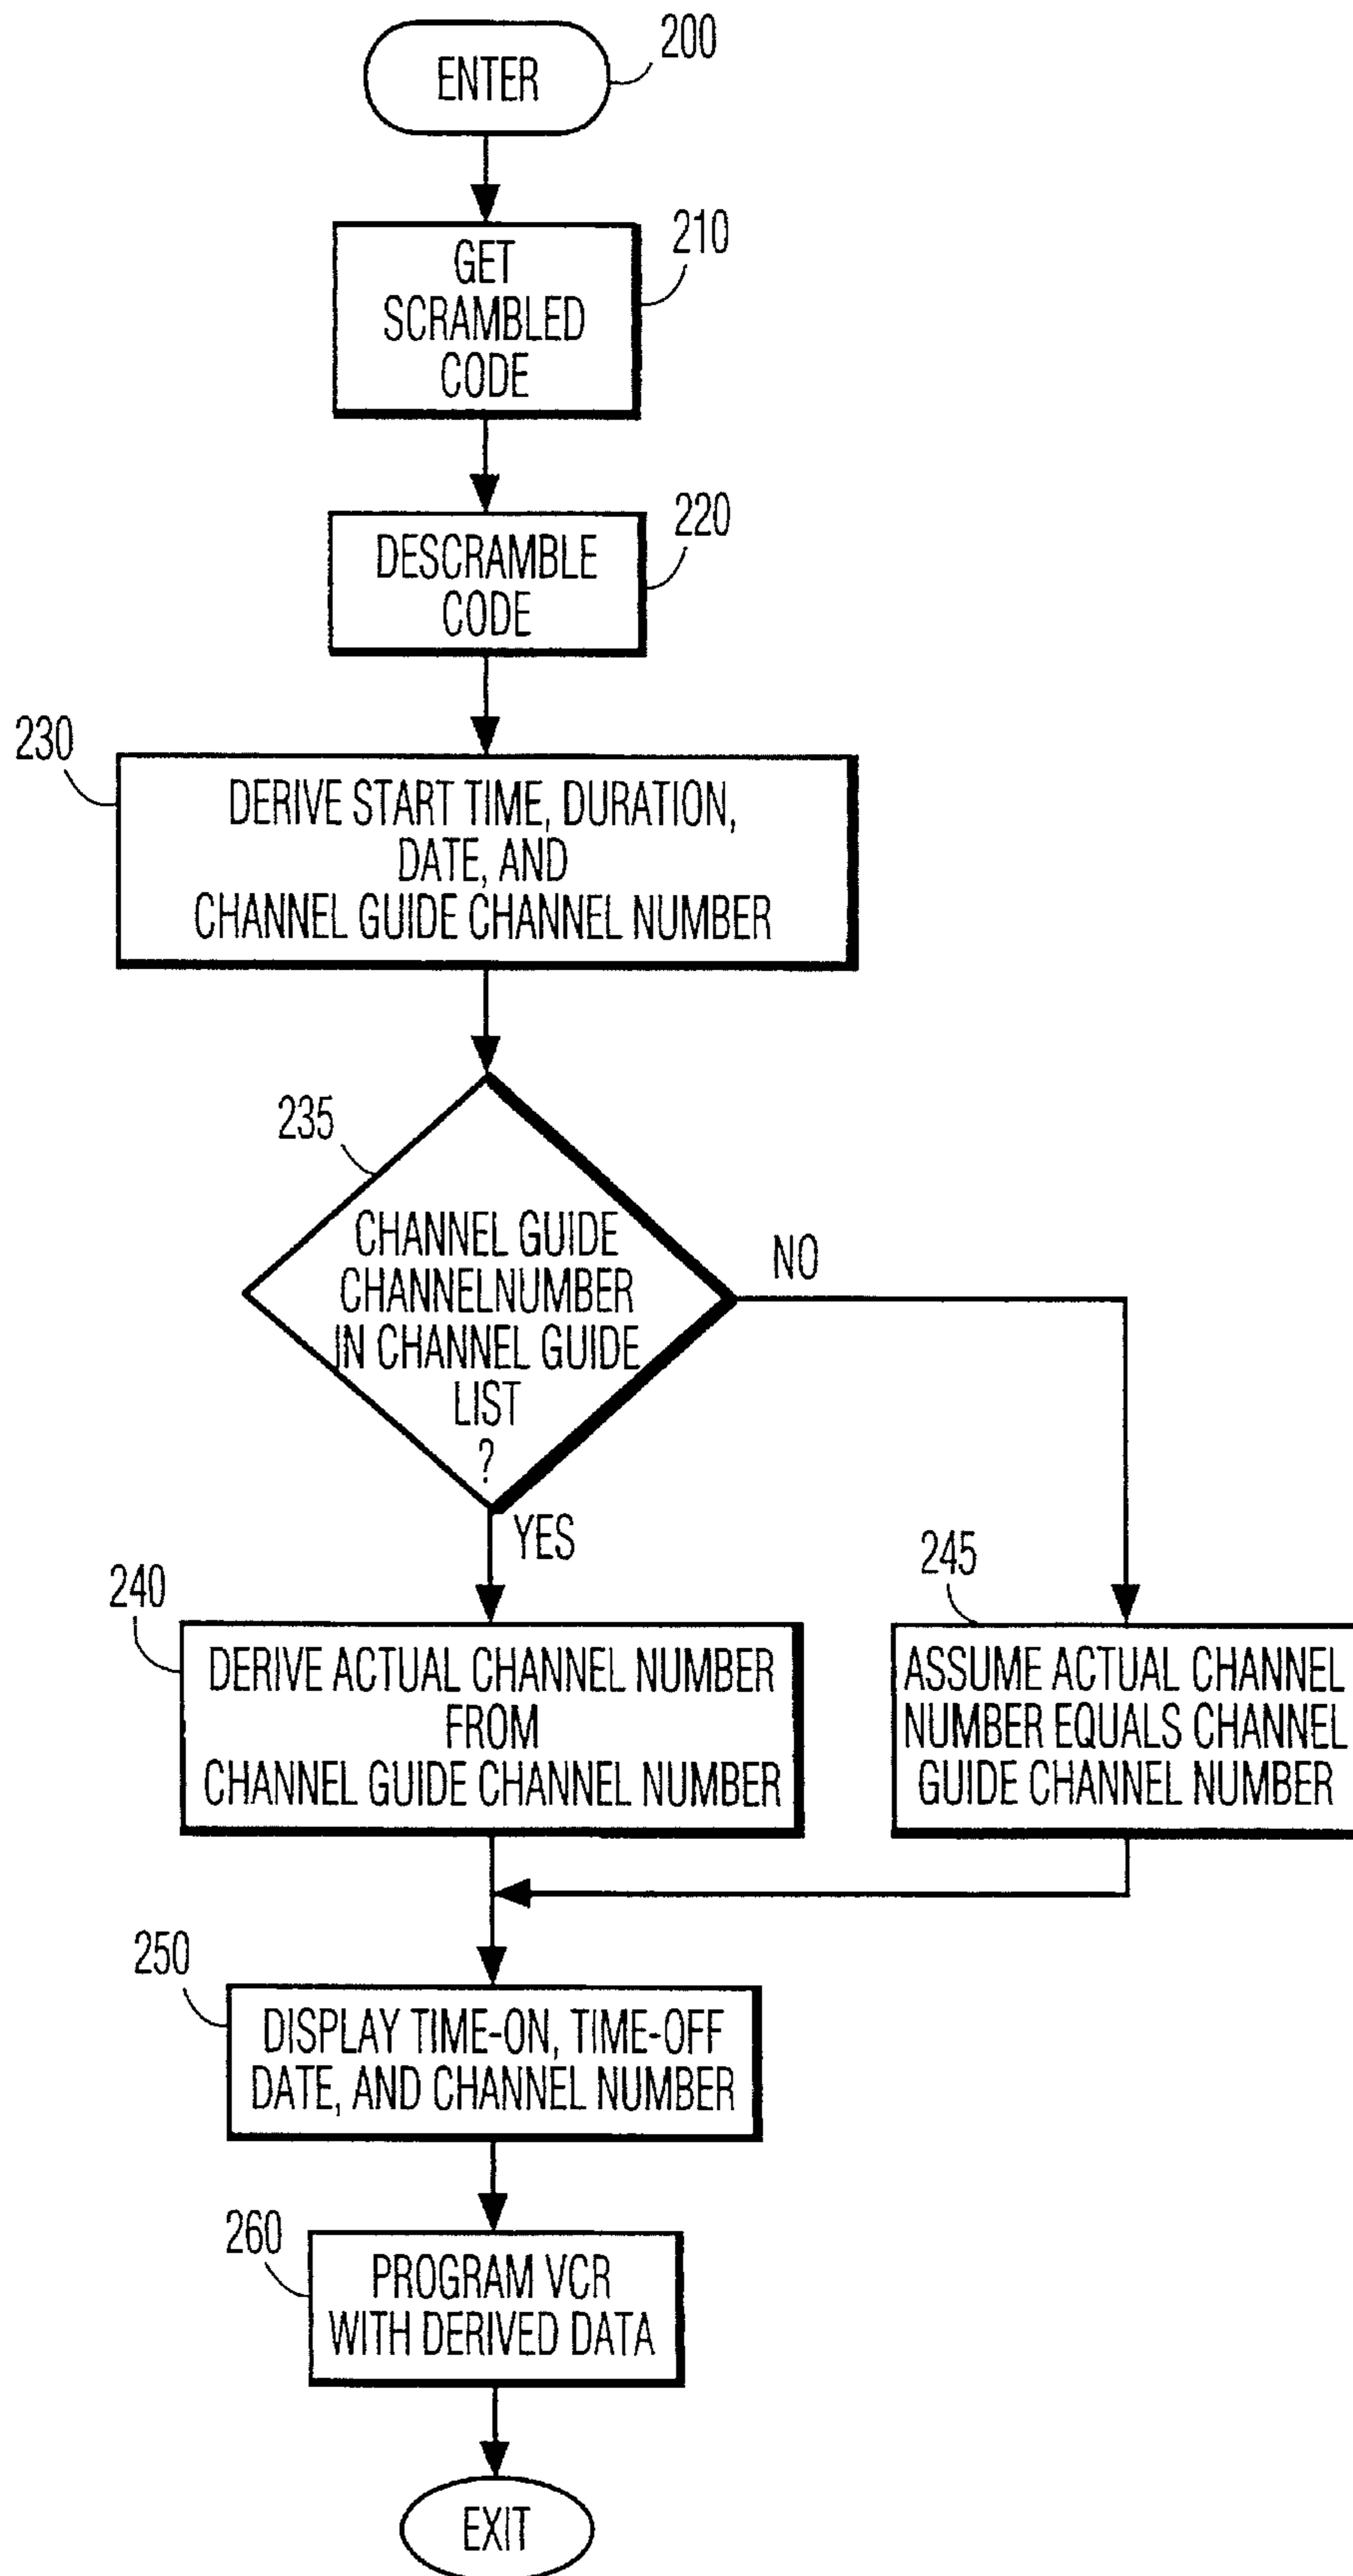 ENTER
200
GET
SCRAMBLED
CODE
210
DESCRAMBLE
CODE
220
230
DERIVE START TIME, DURATION,
DATE, AND
CHANNEL GUIDE CHANNEL NUMBER
235
CHANNEL GUIDE
CHANNELNUMBER
IN CHANNEL GUIDE
LIST
?
NO
YES
240
DERIVE ACTUAL CHANNEL NUMBER
FROM
CHANNEL GUIDE CHANNEL NUMBER
245
ASSUME ACTUAL CHANNEL
NUMBER EQUALS CHANNEL
GUIDE CHANNEL NUMBER
250
DISPLAY TIME-ON, TIME-OFF
DATE, AND CHANNEL NUMBER
260
PROGRAM VCR
WITH DERIVED DATA
EXIT